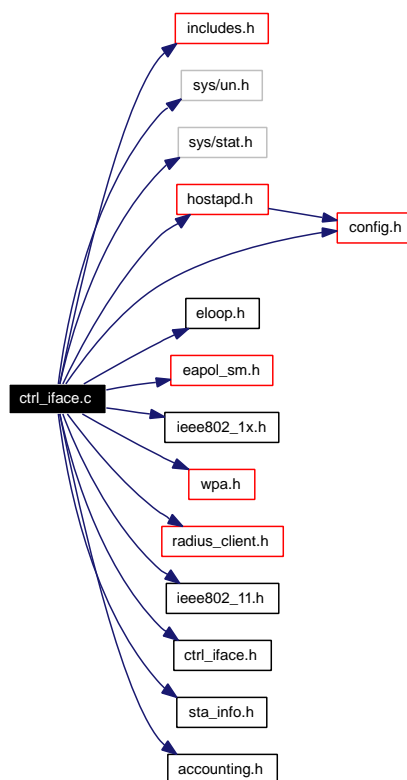 includes.h
sys/un.h
sys/stat.h
hostapd.h
config.h
eloop.h
eapol_sm.h
ctrl_iface.c
ieee802_1x.h
wpa.h
radius_client.h
ieee802_11.h
ctrl_iface.h
sta_info.h
accounting.h